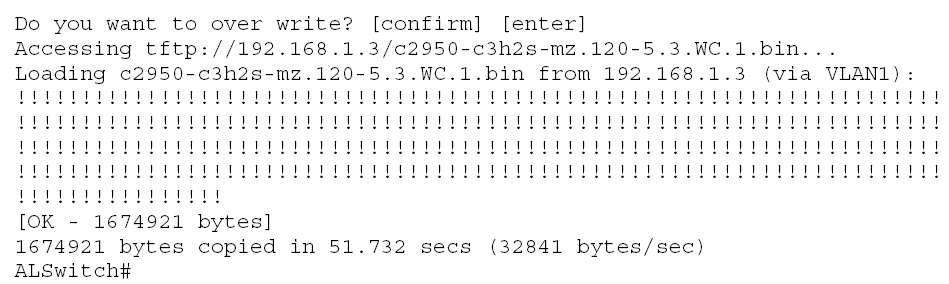 Do you want to over write? [confirm] [enter]
Accessing tftp://192.168.1.3/c2950-c3h2s-mz.120-5.3.WC.1.bin...
Loading c2950-c3h2s-mz.120-5.3.WC.1.bin from 192.168.1.3 (via VLAN1):
!!!!!!!!!!!!!!!!!!!!!!!!!!!!!!!!!!!!!!!!!!!!!!!!!!!!!!!!!!!!!!!!!!!!!!!
!!!!!!!!!!!!!!!!!!!!!!!!!!!!!!!!!!!!!!!!!!!!!!!!!!!!!!!!!!!!!!!!!!!!!!!
!!!!!!!!!!!!!!!!!!!!!!!!!!!!!!!!!!!!!!!!!!!!!!!!!!!!!!!!!!!!!!!!!!!!!!!
!!!!!!!!!!!!!!!!!!!!!!!!!!!!!!!!!!!!!!!!!!!!!!!!!!!!!!!!!!!!!!!!!!!!!!!
!!!!!!!!!!!!!!!!
[OK - 1674921 bytes]
1674921 bytes copied in 51.732 secs (32841 bytes/sec)
ALSwitch#